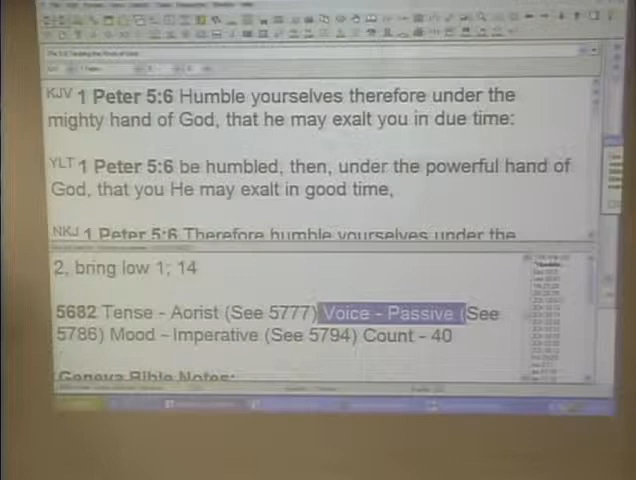 KJV 1 Peter 5:6 Humble yourselves therefore under the
mighty hand of God, that he may exalt you in due time:
YLT 1 Peter 5:6 be humbled, then, under the powerful hand of
God, that you He may exalt in good time,
NKJ 1 Peter 5:6 Therefore humble yourselves under the
2, bring low 1; 14
5682 Tense - Aorist (See 5777) Voice - Passive (See
5786) Mood - Imperative (See 5794) Count - 40
Geneva Bible Notes: